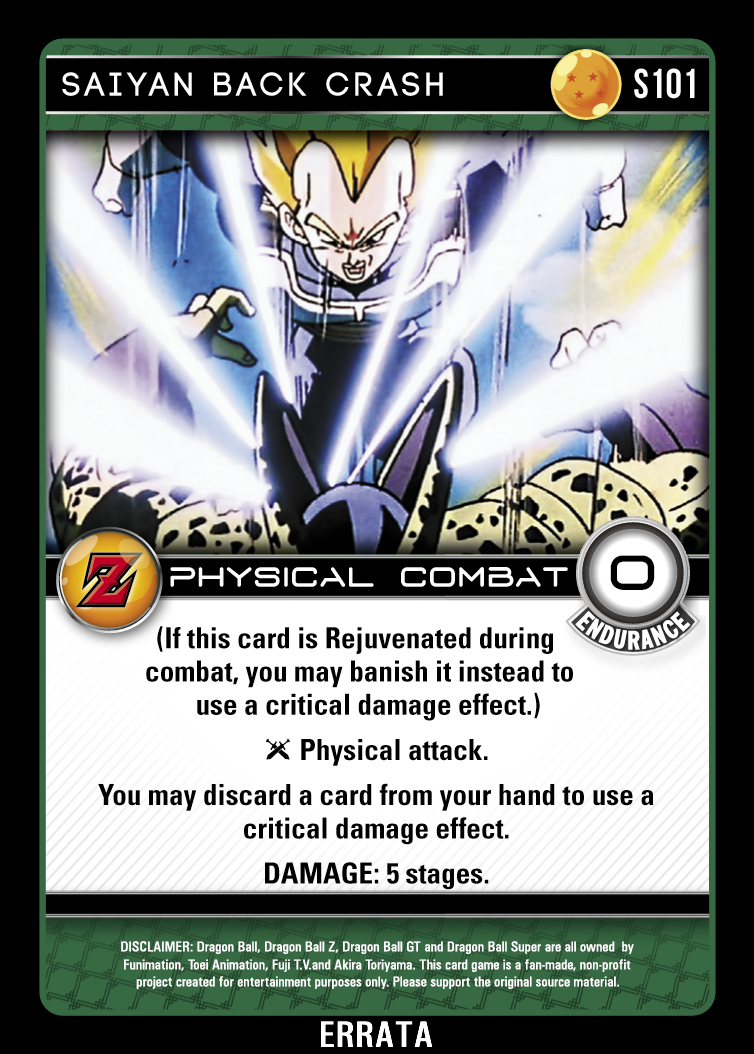 SAIYAN BACK CRASH
S101
Z
PHYSICAL COMBAT
0
ENDURANCE
(If this card is Rejuvenated during
combat, you may banish it instead to
use a critical damage effect.)
Physical attack.
You may discard a card from your hand to use a
critical damage effect.
DAMAGE: 5 stages.
DISCLAIMER: Dragon Ball, Dragon Ball Z, Dragon Ball GT and Dragon Ball Super are all owned by
Funimation, Toei Animation, Fuji T.V.and Akira Toriyama. This card game is a fan-made, non-profit
project created for entertainment purposes only. Please support the original source material.
ERRATA